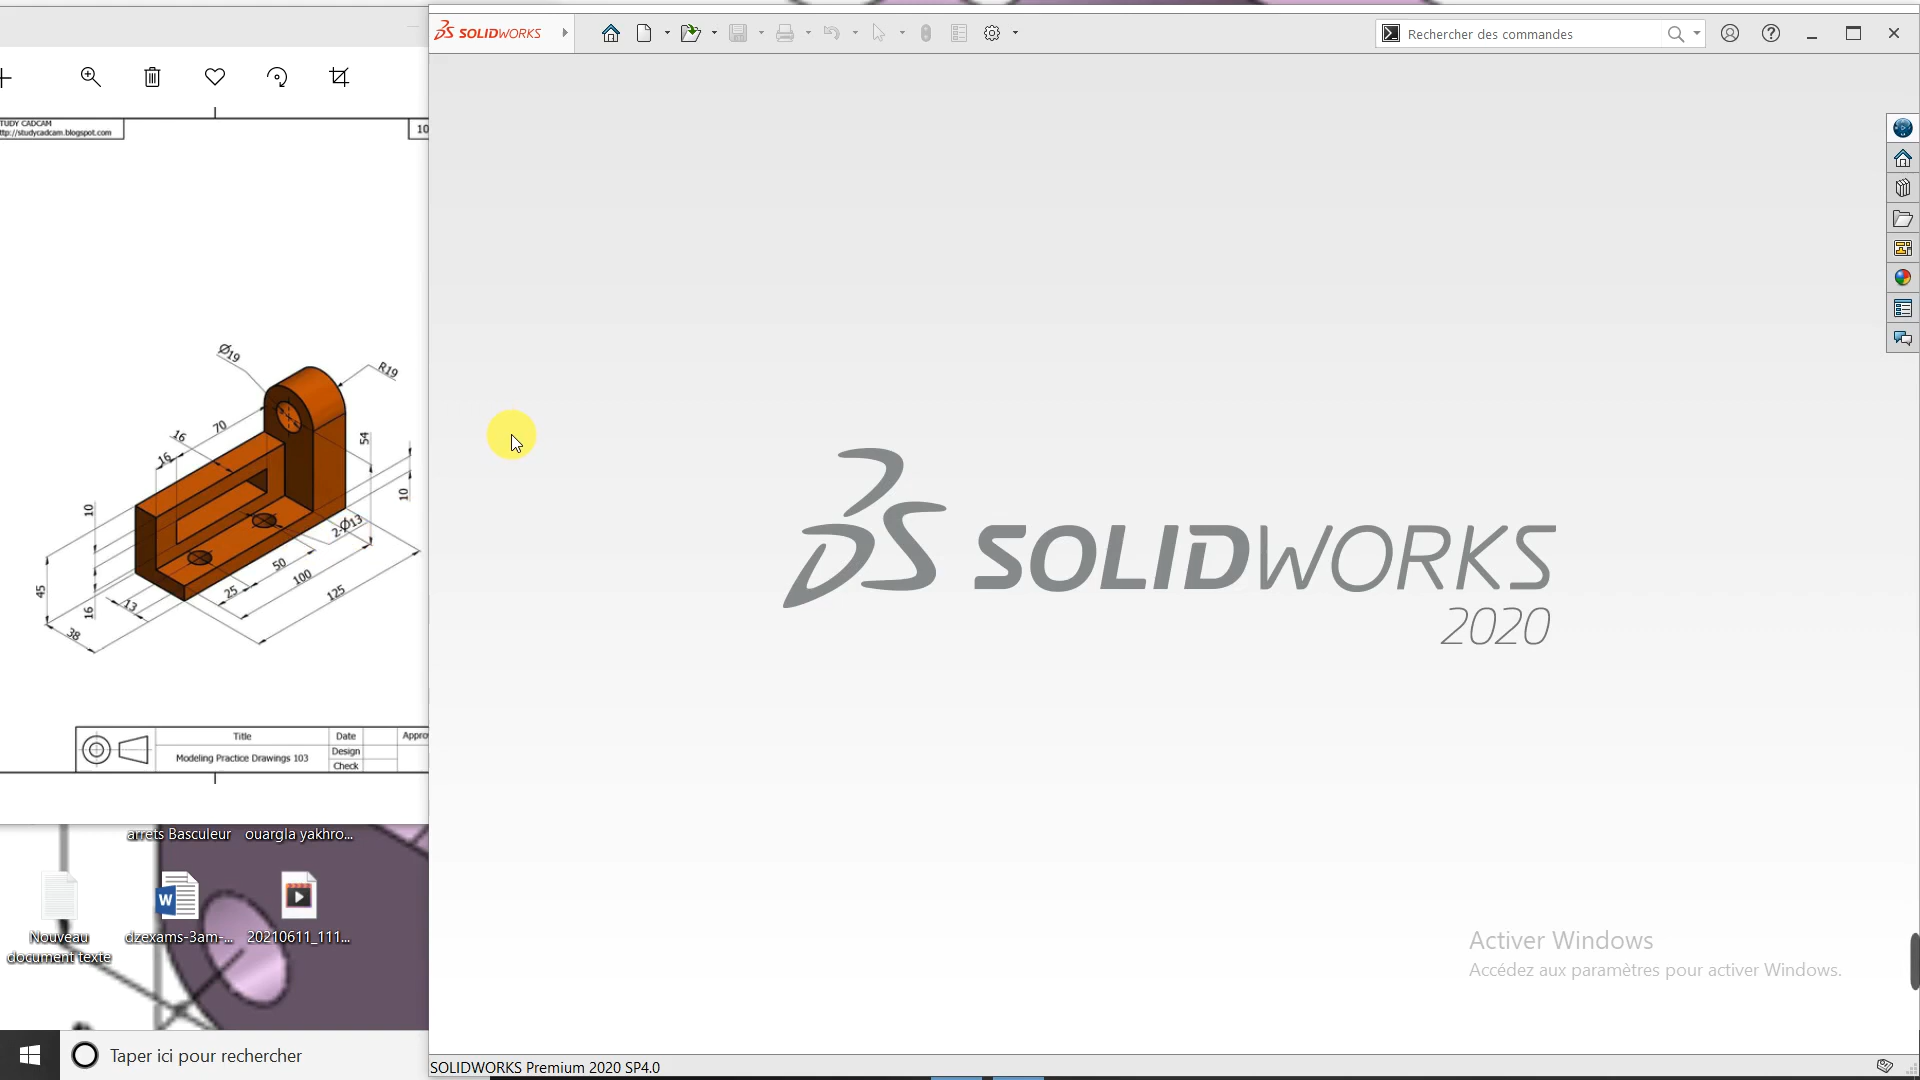 SOLIDWORKS
Rechercher des commandes
TUDY CADCAM
ttp://studycadcam.blogspot.com
10
Ø19
R19
70
16
16
54
10
10
2-Ø13
50
100
25
125
45
16
13
38
Title
Date
Appro
Modeling Practice Drawings 103
Design
Check
SOLIDWORKS
2020
arrets Basculeur
ouargla yakhro...
Nouveau
document texte
dzexams-3am-...
20210611_111...
Activer Windows
Accédez aux paramètres pour activer Windows.
Taper ici pour rechercher
SOLIDWORKS Premium 2020 SP4.0